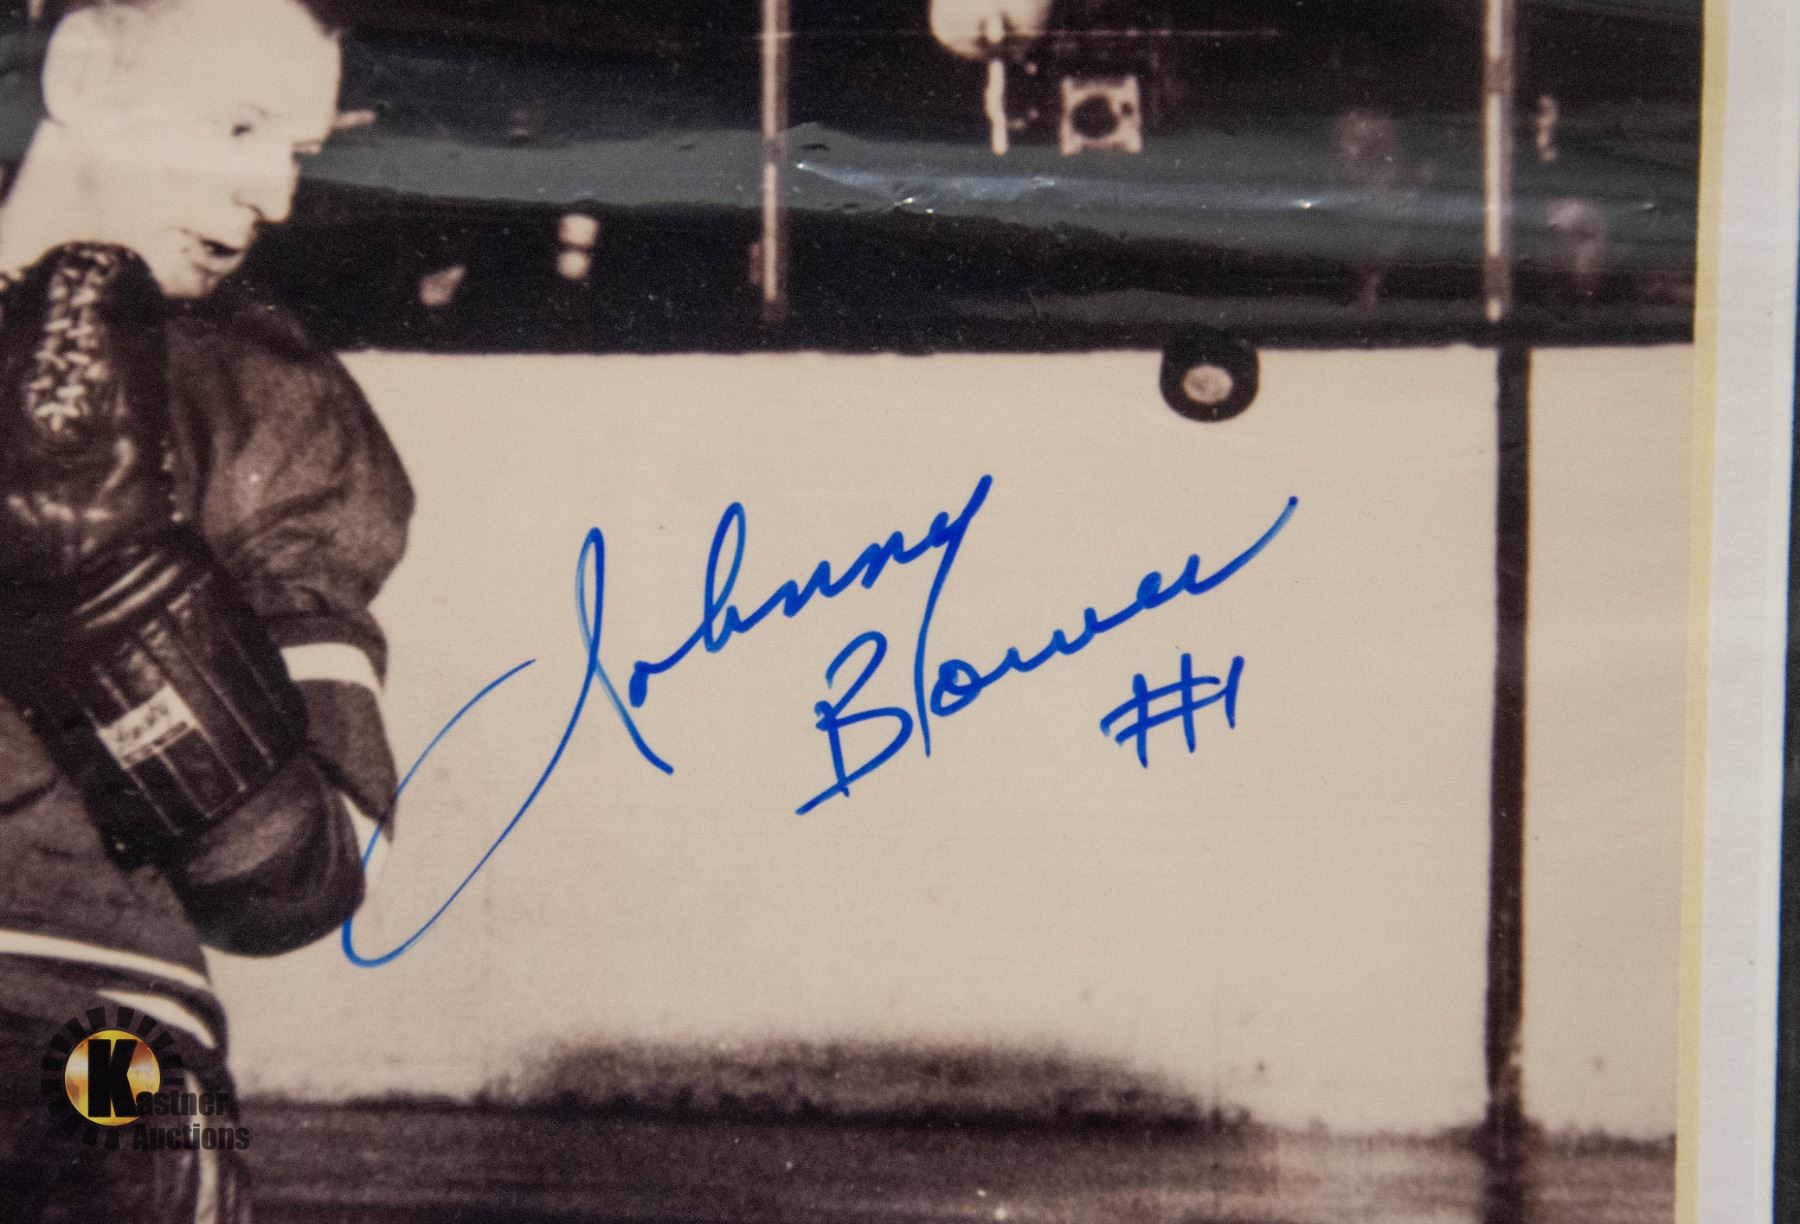 Johnny
Bower
#1
Kastner
Auctions